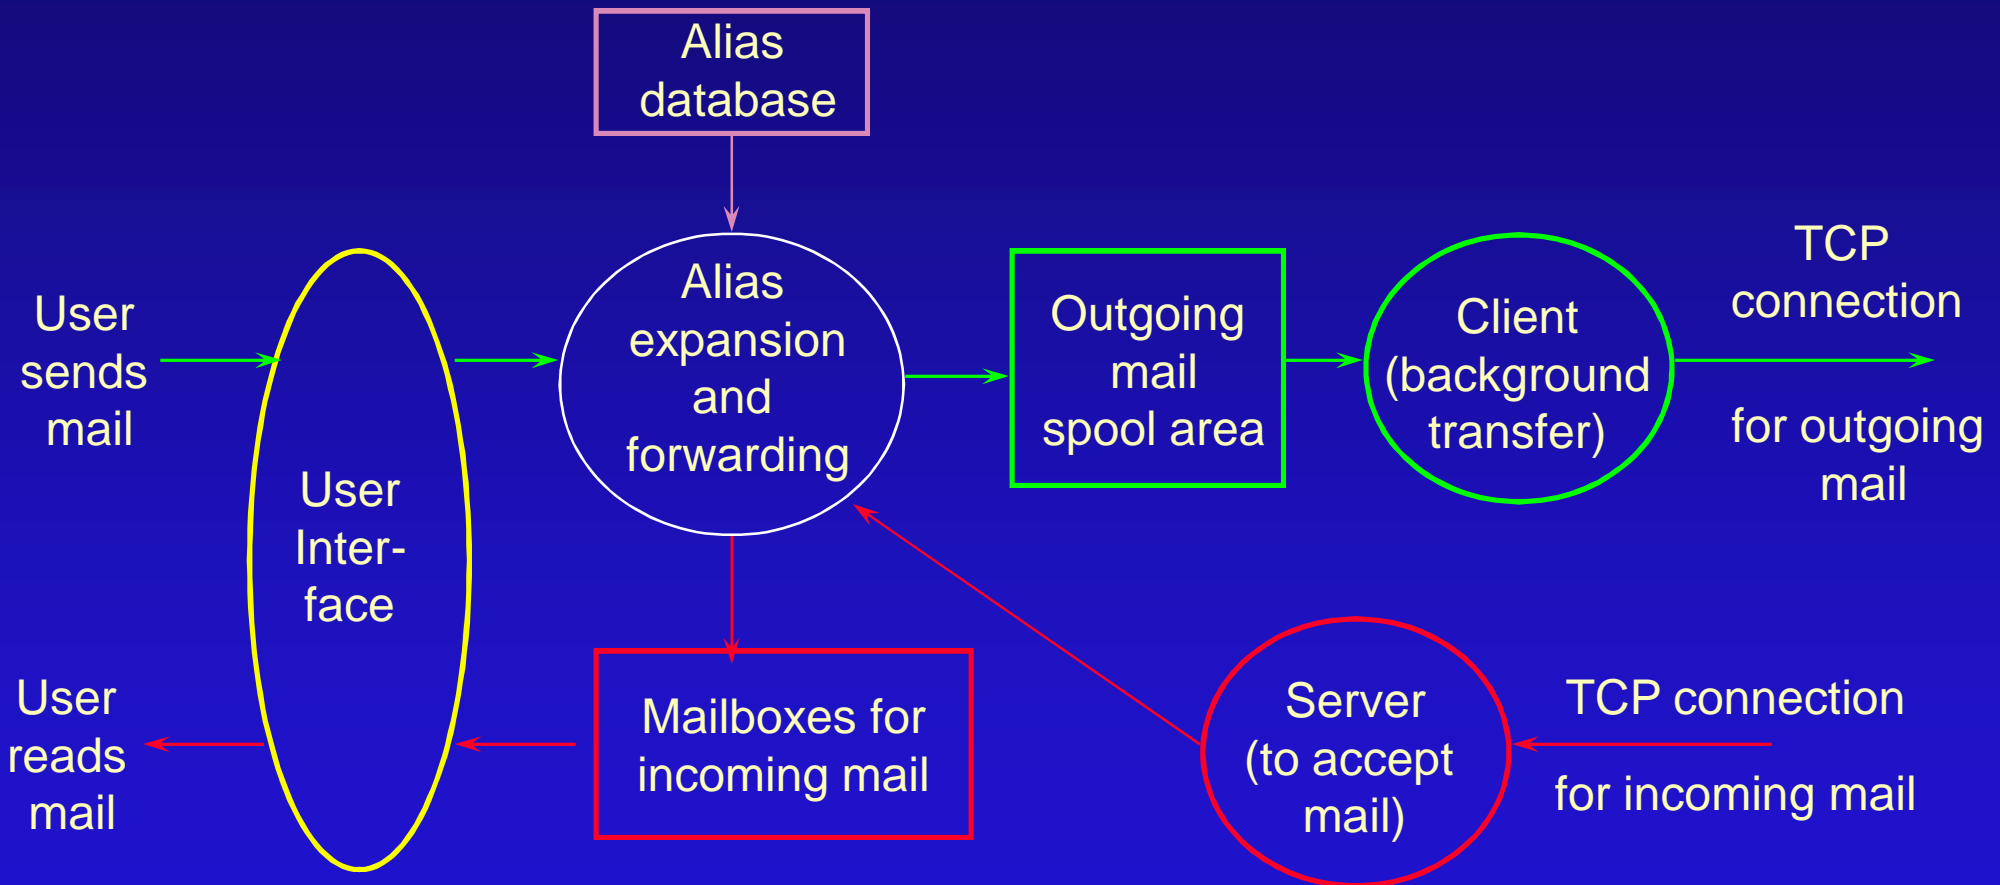 Alias
database
User
sends
mail
User
Inter-
face
Alias
expansion
and
forwarding
Outgoing
mail
spool area
Client
(background
transfer)
TCP
connection
for outgoing
mail
User
reads
mail
Mailboxes for
incoming mail
Server
(to accept
mail)
TCP connection
for incoming mail